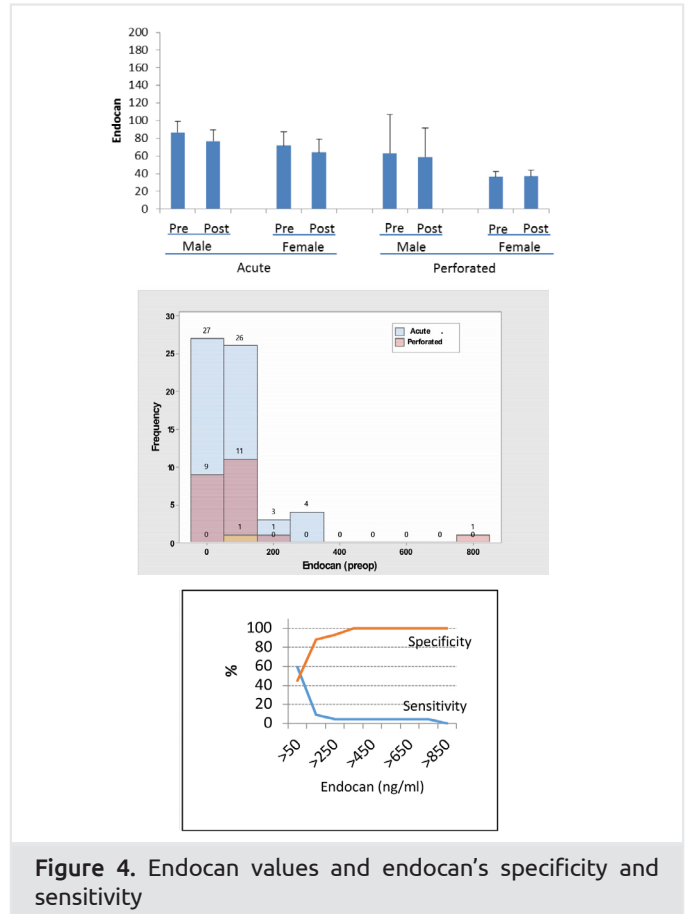 200
180
160
140
120
100
80
60
40
20
0
Endocan
Pre Post Pre Post Pre Post Pre Post
Male Female Male Female
Acute Perforated
30
25
20
15
10
5
0
Frequency
Acute .
Perforated
27 26
9 11
3 4
1 1 1
0 0 0 0 0 0 0 0
0 200 400 600 800
Endocan (preop)
100
80
60
40
20
0
%
Specificity
Sensitivity
>50 >250 >450 >650 >850
Endocan (ng/ml)
Figure 4. Endocan values and endocan’s specificity and
sensitivity